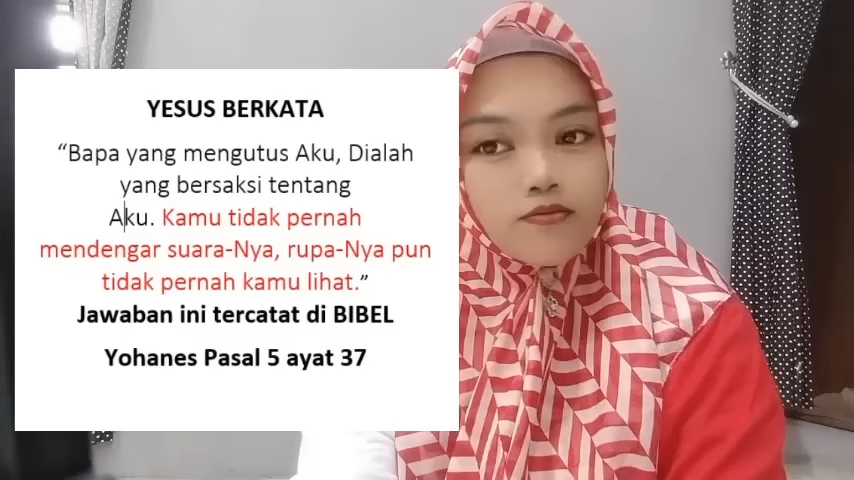 YESUS BERKATA
“Bapa yang mengutus Aku, Dialah
yang bersaksi tentang
Aku. Kamu tidak pernah
mendengar suara-Nya, rupa-Nya pun
tidak pernah kamu lihat.”
Jawaban ini tercatat di BIBEL
Yohanes Pasal 5 ayat 37